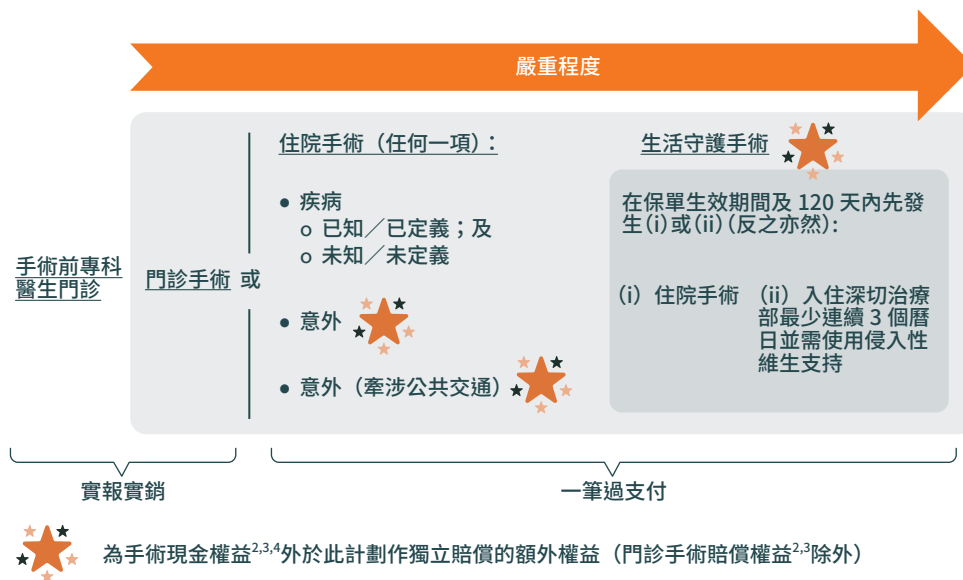 嚴重程度
手術前專科
醫生門診
門診手術 或
住院手術（任何一項）：
● 疾病
o 已知／已定義；及
o 未知／未定義
● 意外
● 意外（牽涉公共交通）
生活守護手術
在保單生效期間及 120 天內先發
生(i)或(ii)(反之亦然)：
(i) 住院手術
(ii) 入住深切治療
部最少連續 3 個曆
日並需使用侵入性
維生支持
實報實銷
一筆過支付
為手術現金權益2,3,4外於此計劃作獨立賠償的額外權益（門診手術賠償權益2,3除外）